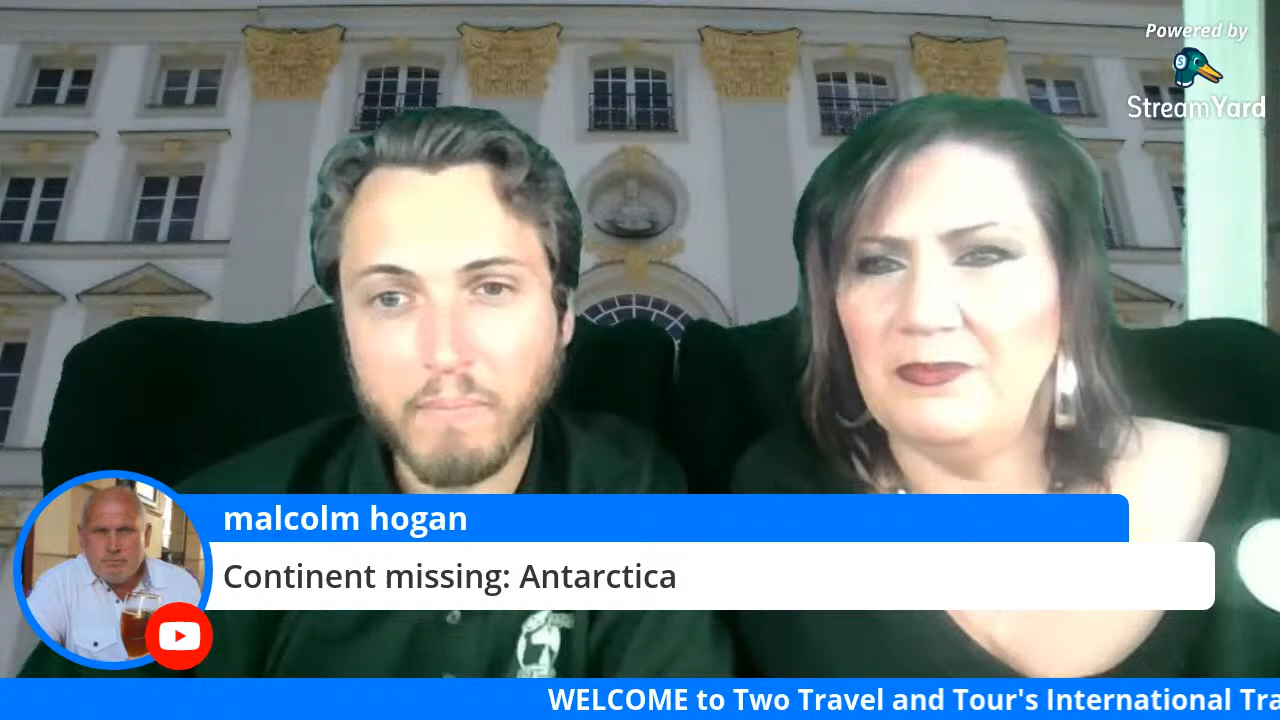 Powered by
StreamYard
malcolm hogan
Continent missing: Antarctica
WELCOME to Two Travel and Tour's International Tra